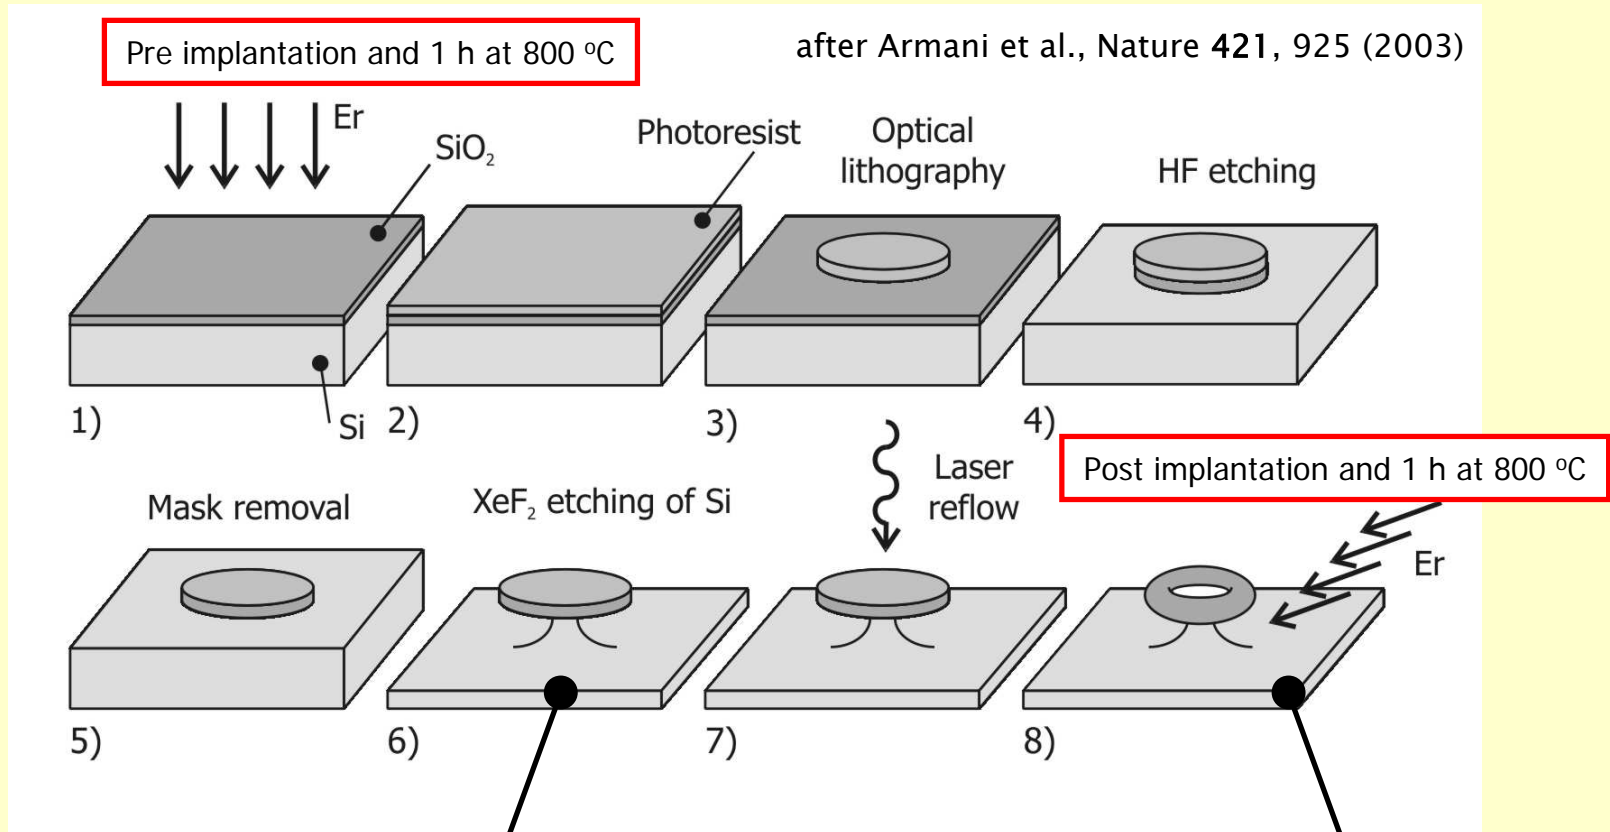 Pre implantation and 1 h at 800 ºC
after Armani et al., Nature 421, 925 (2003)
Er
SiO₂
Photoresist
Optical
lithography
HF etching
Si
1)
2)
3)
4)
Post implantation and 1 h at 800 ºC
Mask removal
XeF₂ etching of Si
Laser
reflow
Er
5)
6)
7)
8)